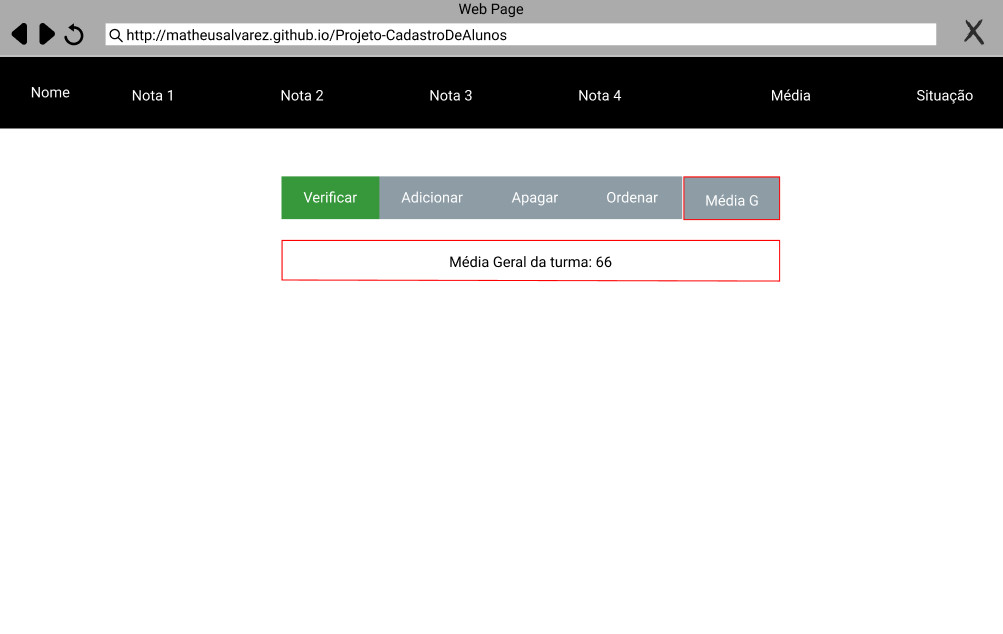 Web Page
http://matheusalvarez.github.io/Projeto-CadastroDeAlunos
Nome Nota 1 Nota 2 Nota 3 Nota 4 Média Situação
Verificar Adicionar Apagar Ordenar Média G
Média Geral da turma: 66